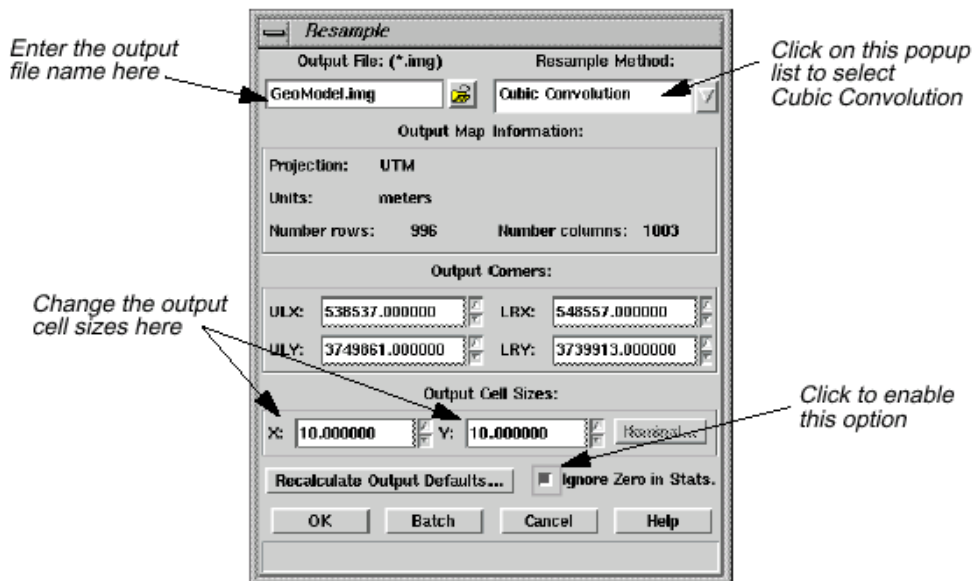 Resample
Enter the output
file name here
Output File: (*.img)
Resample Method:
Click on this popup
list to select
Cubic Convolution
GeoModel.img
Cubic Convolution
Output Map Information:
Projection: UTM
Units: meters
Number rows: 996 Number columns: 1003
Output Corners:
Change the output
cell sizes here
ULX: 538537.000000 LRX: 548557.000000
ULY: 3749861.000000 LRY: 3739913.000000
Output Cell Sizes:
Click to enable
this option
X: 10.000000 Y: 10.000000 Nominal...
Recalculate Output Defaults... Ignore Zero in Stats.
OK Batch Cancel Help